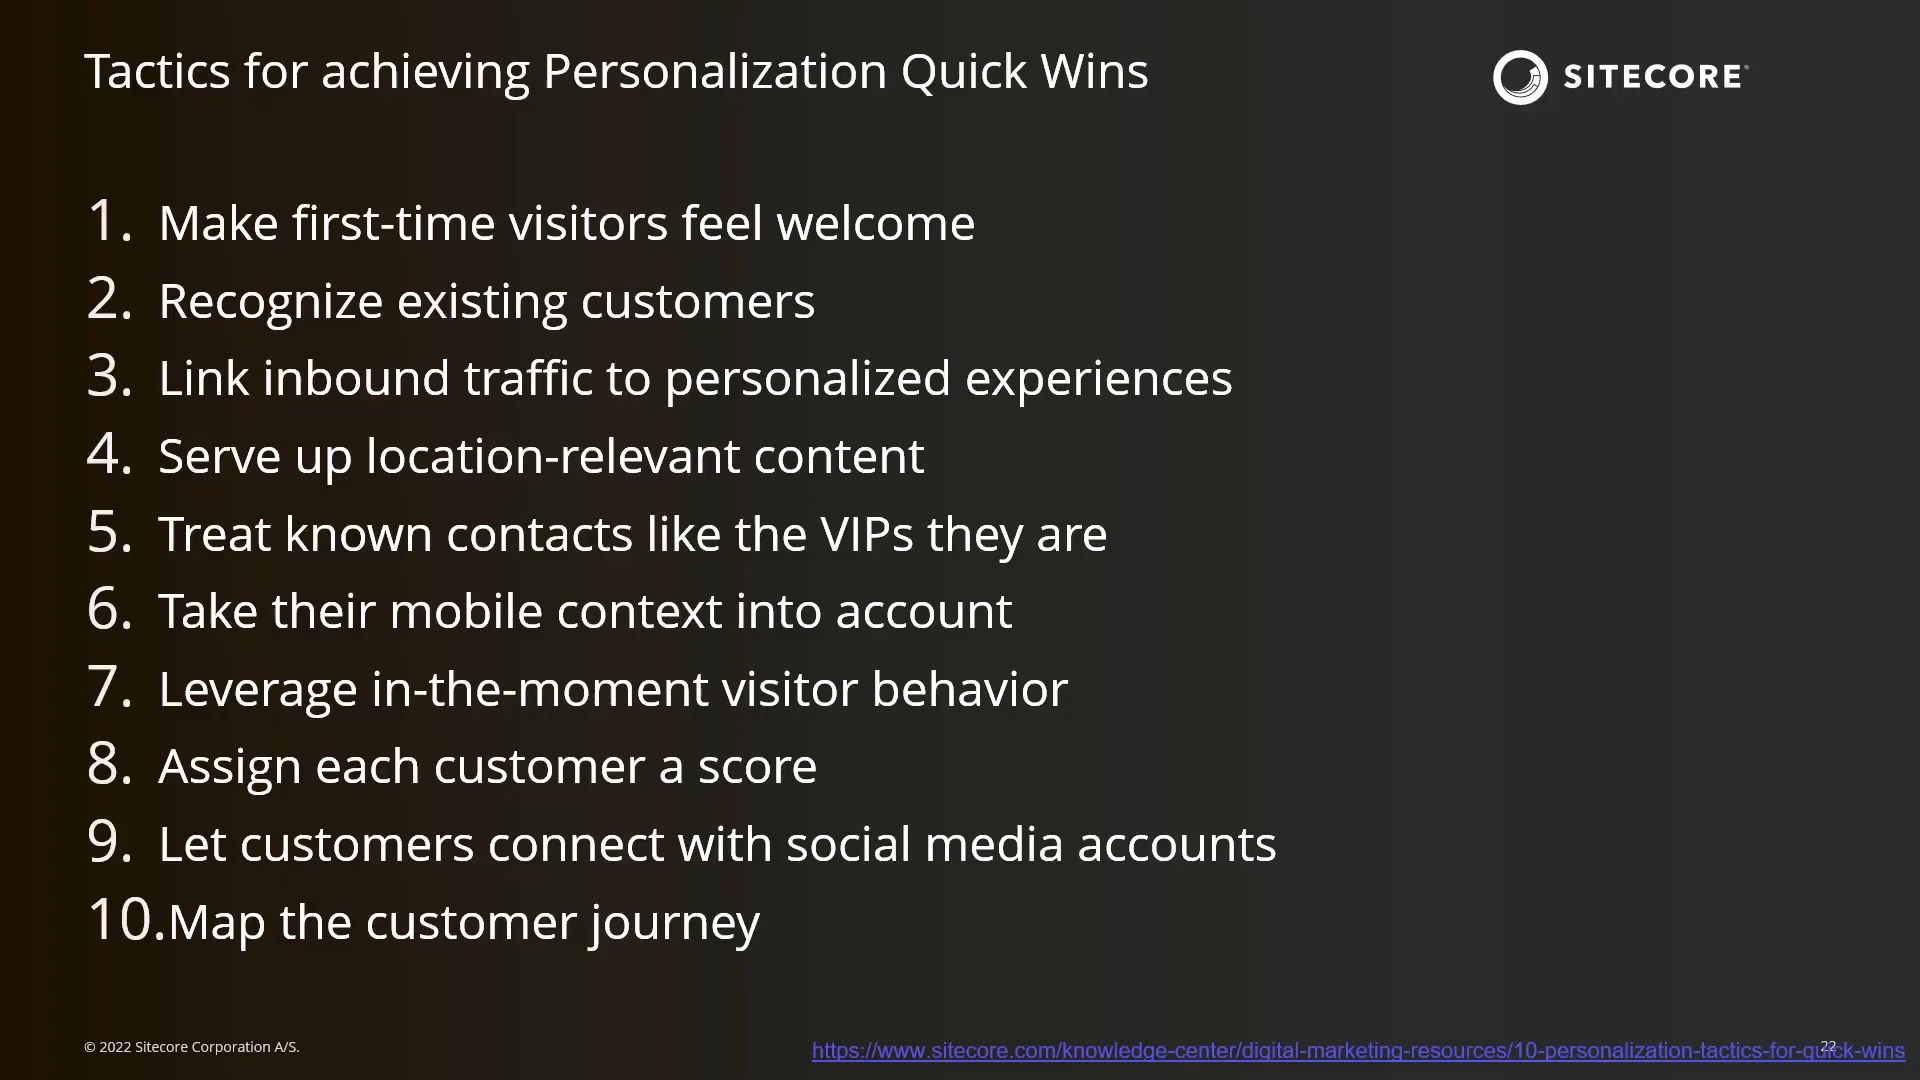 Tactics for achieving Personalization Quick Wins
SITECORE®
1. Make first-time visitors feel welcome
2. Recognize existing customers
3. Link inbound traffic to personalized experiences
4. Serve up location-relevant content
5. Treat known contacts like the VIPs they are
6. Take their mobile context into account
7. Leverage in-the-moment visitor behavior
8. Assign each customer a score
9. Let customers connect with social media accounts
10. Map the customer journey
© 2022 Sitecore Corporation A/S.
https://www.sitecore.com/knowledge-center/digital-marketing-resources/10-personalization-tactics-for-quick-wins
22